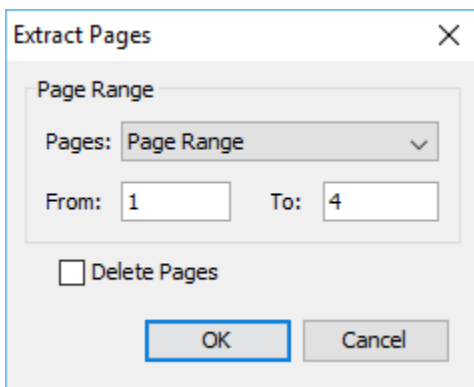 Extract Pages
Page Range
Pages: Page Range
From: 1 To: 4
Delete Pages
OK Cancel